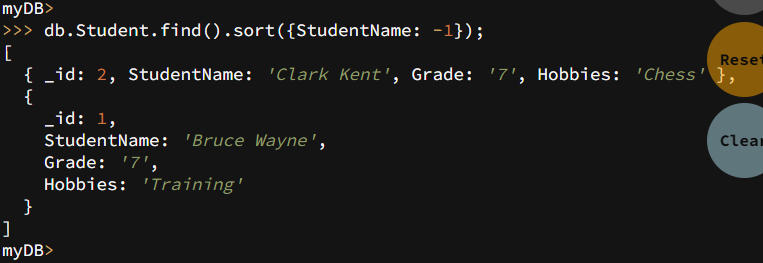 myDB>
>>> db.Student.find().sort({StudentName: -1});
[
  { _id: 2, StudentName: 'Clark Kent', Grade: '7', Hobbies: 'Chess' },
  {
    _id: 1,
    StudentName: 'Bruce Wayne',
    Grade: '7',
    Hobbies: 'Training'
  }
]
myDB>
Reset
Clear